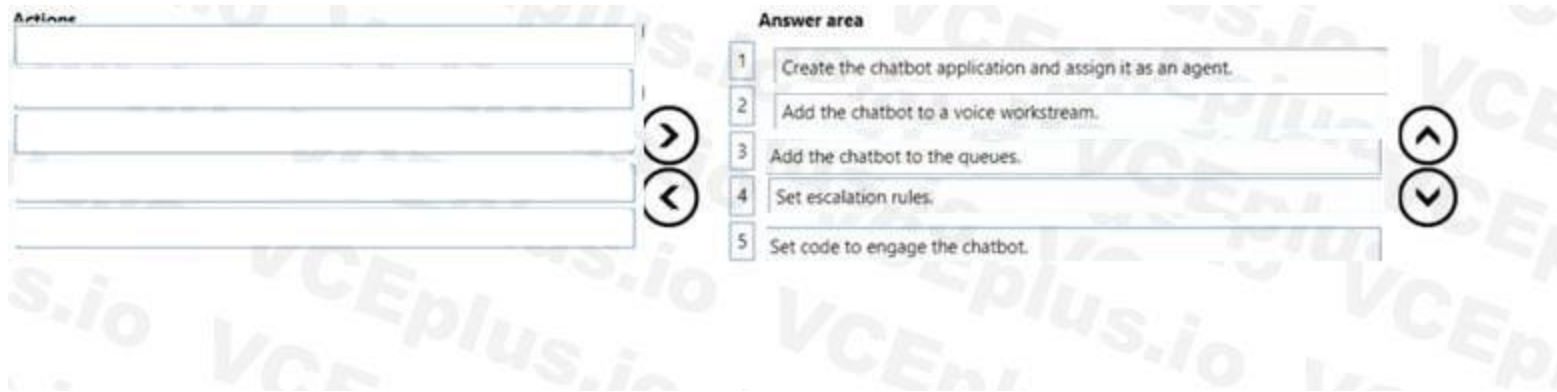 Actions
Answer area
1 Create the chatbot application and assign it as an agent.
2 Add the chatbot to a voice workstream.
3 Add the chatbot to the queues.
4 Set escalation rules.
5 Set code to engage the chatbot.
VCEplus.io